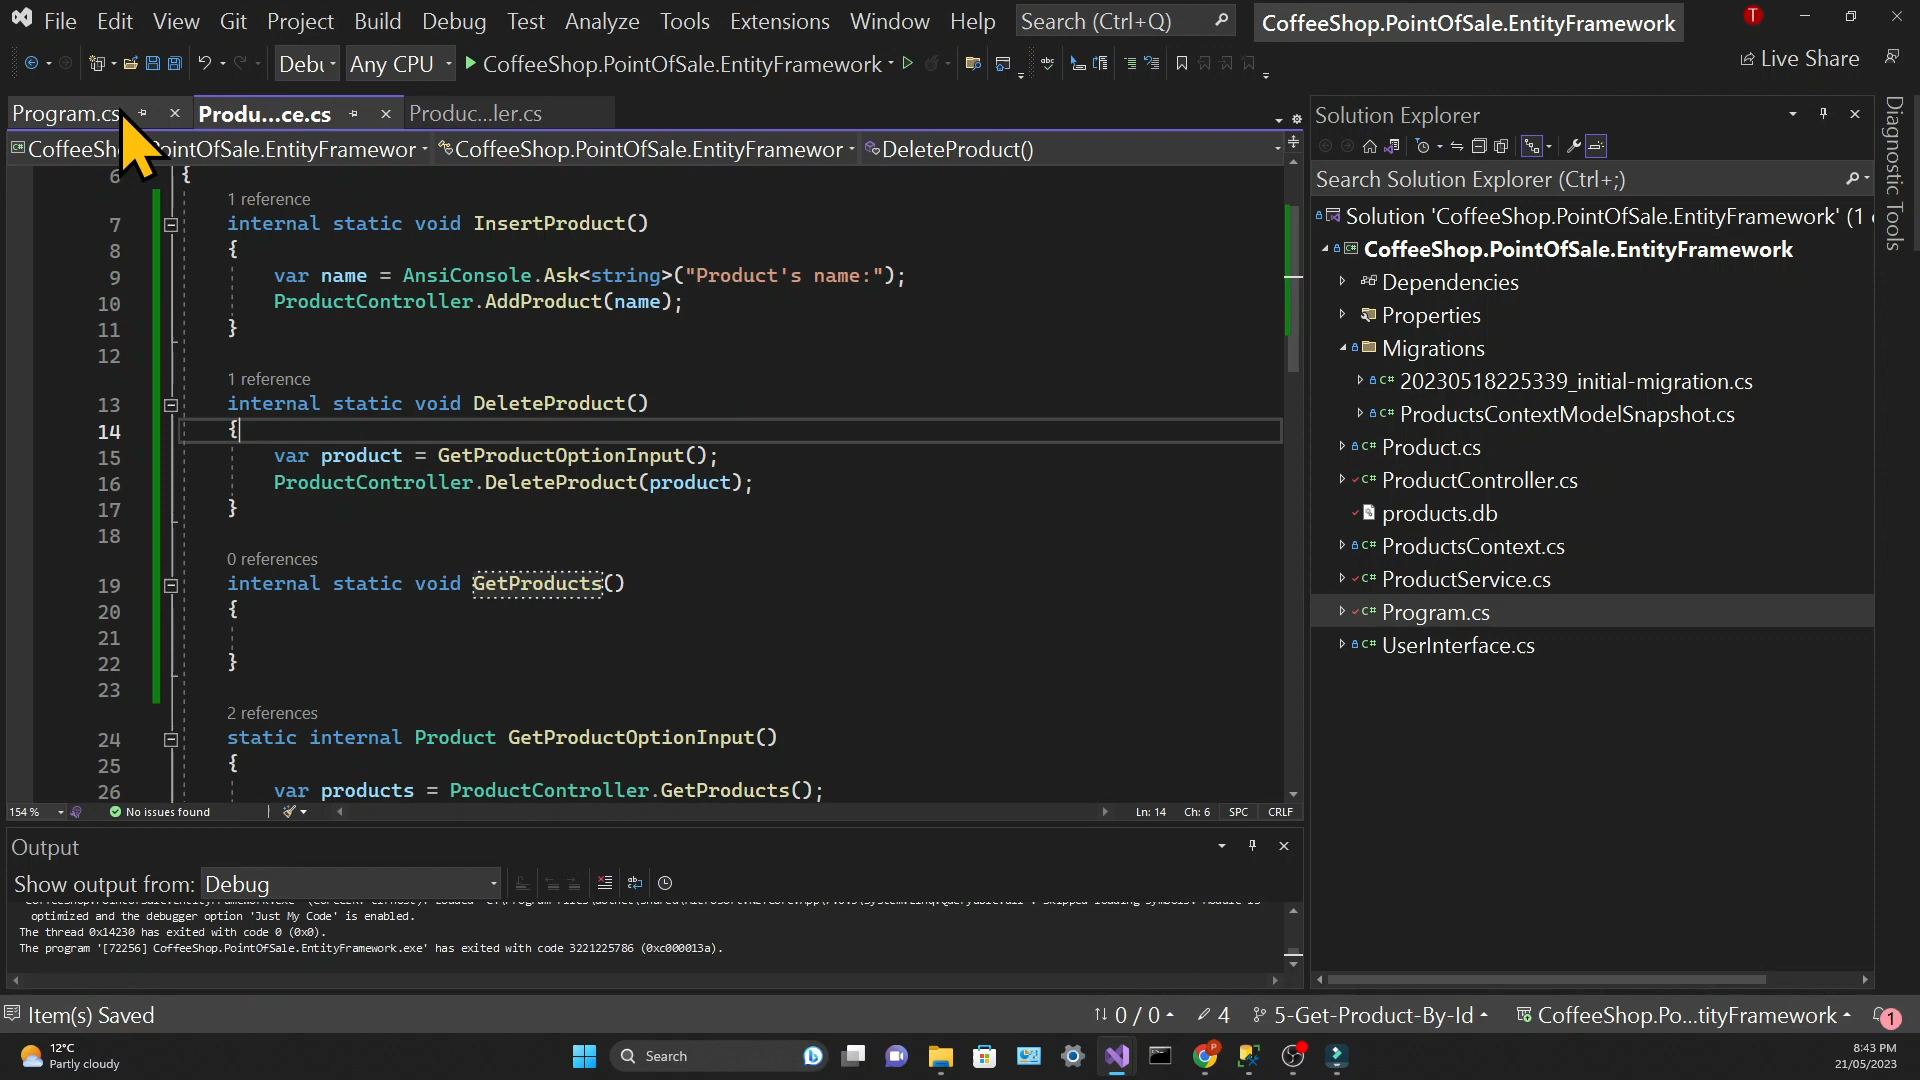 File Edit View Git Project Build Debug Test Analyze Tools Extensions Window Help Search (Ctrl+Q) CoffeeShop.PointOfSale.EntityFramework T
Debu Any CPU CoffeeShop.PointOfSale.EntityFramework Live Share
Program.cs Produ...ce.cs Produc...ler.cs
CoffeeSh PointOfSale.EntityFramewor CoffeeShop.PointOfSale.EntityFramewor DeleteProduct()
6 {
1 reference
7 internal static void InsertProduct()
8 {
9 var name = AnsiConsole.Ask<string>("Product's name:");
10 ProductController.AddProduct(name);
11 }
12
1 reference
13 internal static void DeleteProduct()
14 {
15 var product = GetProductOptionInput();
16 ProductController.DeleteProduct(product);
17 }
18
0 references
19 internal static void GetProducts()
20 {
21
22 }
23
2 references
24 static internal Product GetProductOptionInput()
25 {
26 var products = ProductController.GetProducts();
154 % No issues found Ln: 14 Ch: 6 SPC CRLF
Output
Show output from: Debug
optimized and the debugger option 'Just My Code' is enabled.
The thread 0x14230 has exited with code 0 (0x0).
The program '[72256] CoffeeShop.PointOfSale.EntityFramework.exe' has exited with code 3221225786 (0xc000013a).
Solution Explorer
Search Solution Explorer (Ctrl+;)
Solution 'CoffeeShop.PointOfSale.EntityFramework' (1
CoffeeShop.PointOfSale.EntityFramework
Dependencies
Properties
Migrations
C# 20230518225339_initial-migration.cs
C# ProductsContextModelSnapshot.cs
C# Product.cs
C# ProductController.cs
products.db
C# ProductsContext.cs
C# ProductService.cs
C# Program.cs
C# UserInterface.cs
Diagnostic Tools
Item(s) Saved 0 / 0 4 5-Get-Product-By-Id CoffeeShop.Po...tityFramework 1
12°C
Partly cloudy
Search
8:43 PM
21/05/2023